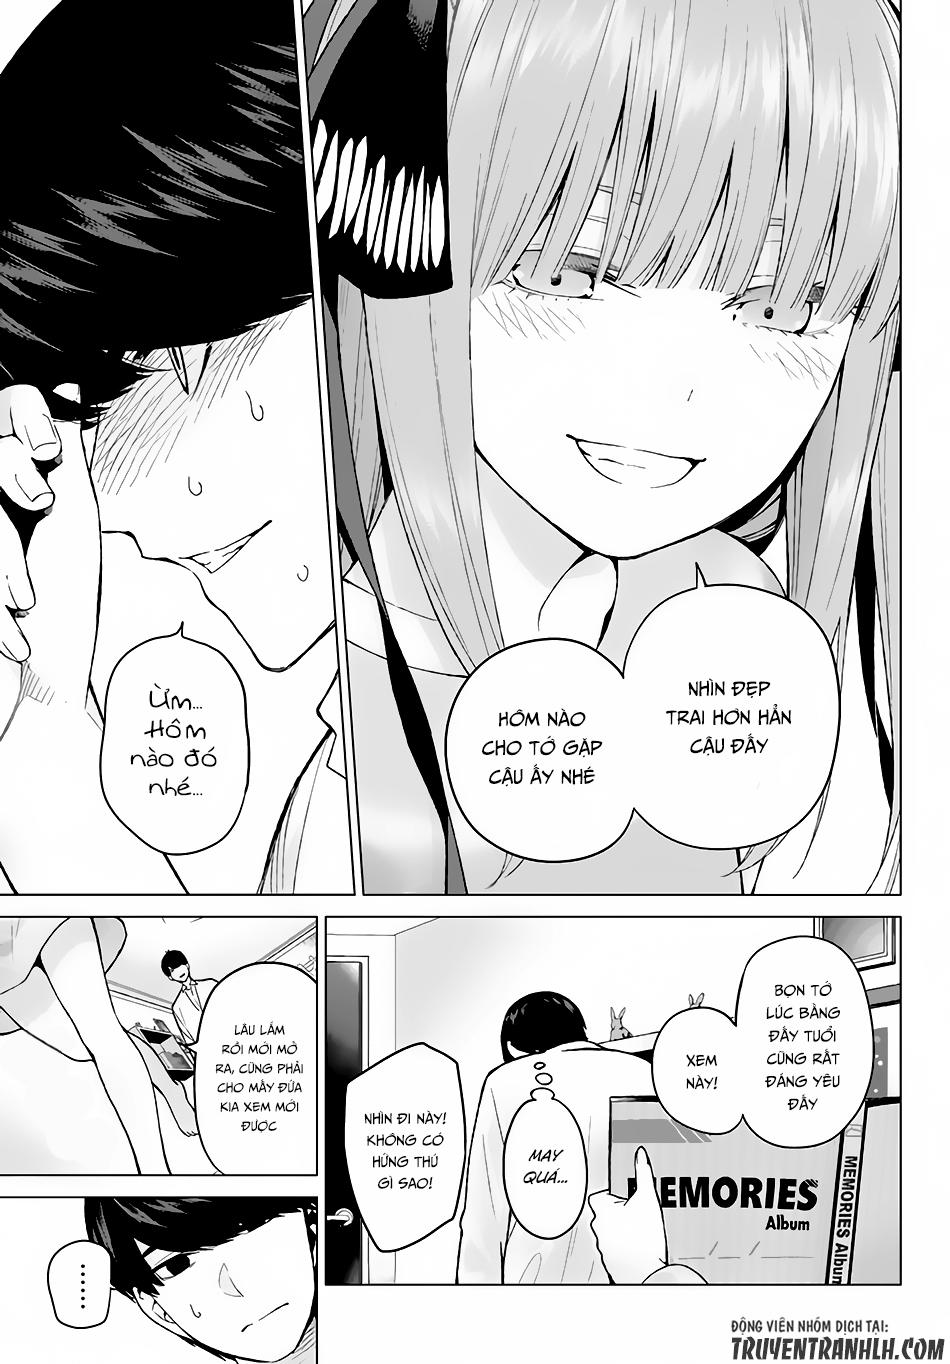 NHÌN ĐẸP
TRAI HƠN HẲN
CẬU ĐẤY
HÔM NÀO
CHO TỚ GẶP
CẬU ẤY NHÉ
Ừm...
Hôm
nào đó
nhé...
BỌN TỚ
LÚC BẰNG
ĐẤY TUỔI
CŨNG RẤT
ĐÁNG YÊU
ĐẤY
XEM
NÀY!
MAY
QUÁ...
NHÌN ĐI NÀY!
KHÔNG CÓ
HỨNG THÚ
GÌ SAO!
MEMORIES
Album
MEMORIES Album
LÂU LẮM
RỒI MỚI MỞ
RA, CŨNG PHẢI
CHO MẤY ĐỨA
KIA XEM MỚI
ĐƯỢC
......
ĐỘNG VIÊN NHÓM DỊCH TẠI:
TRUYENTRANHLH.COM